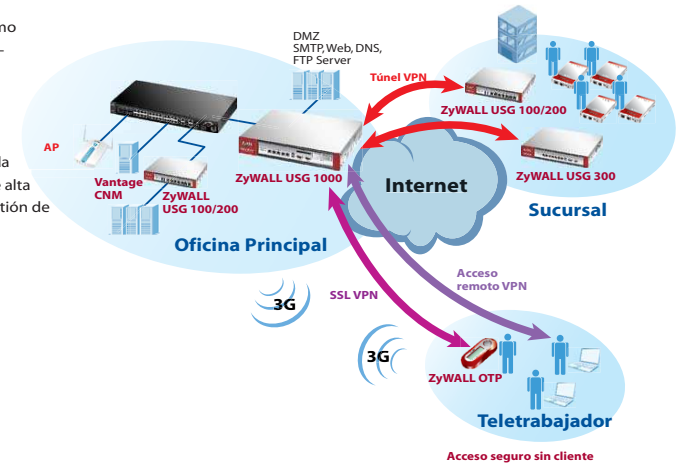 mo
–
da
e alta
tión de
DMZ
SMTP, Web, DNS,
FTP Server
AP
Vantage
CNM
ZyWALL
USG 100/200
ZyWALL USG 1000
Oficina Principal
Túnel VPN
Internet
ZyWALL USG 100/200
ZyWALL USG 300
Sucursal
SSL VPN
Acceso
remoto VPN
3G
3G
ZyWALL OTP
Teletrabajador
Acceso seguro sin cliente